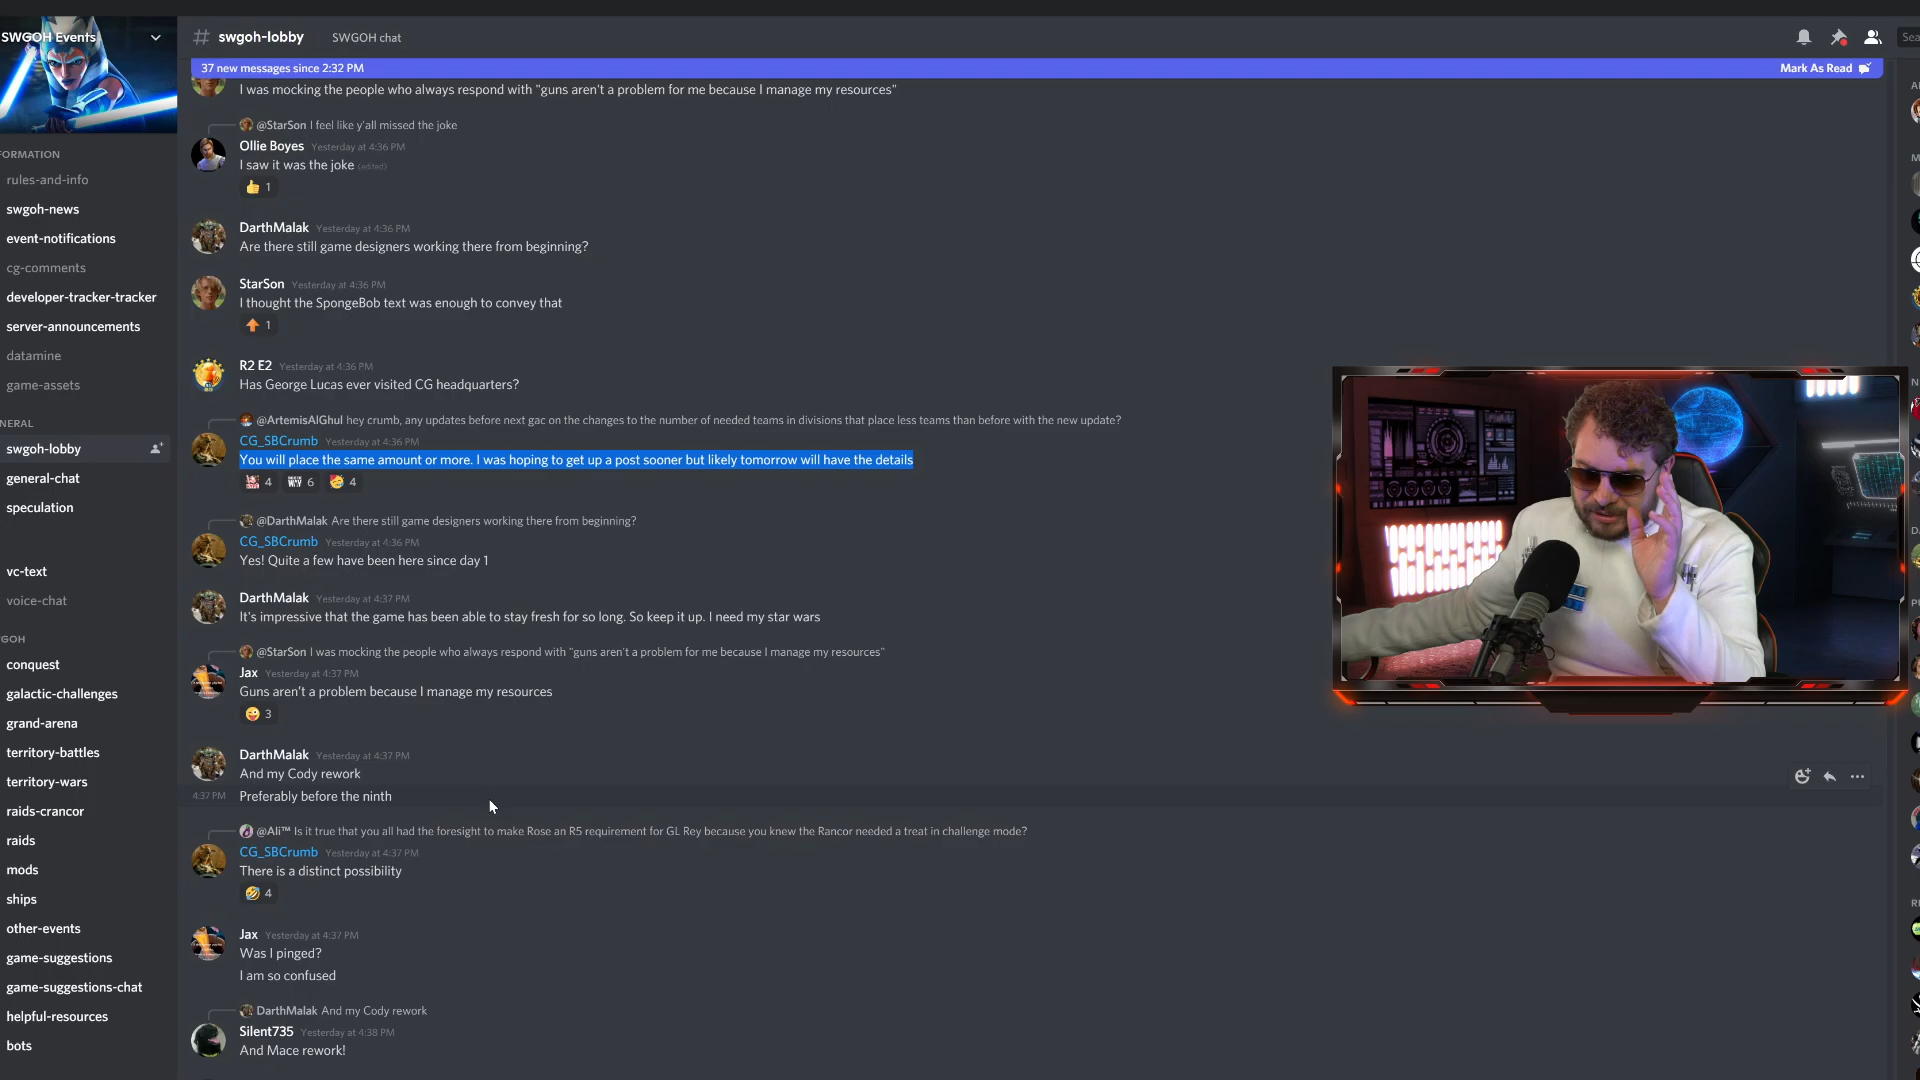 SWGOH Events
FORMATION
rules-and-info
swgoh-news
event-notifications
cg-comments
developer-tracker-tracker
server-announcements
datamine
game-assets
NERAL
swgoh-lobby
general-chat
speculation
vc-text
voice-chat
GOH
conquest
galactic-challenges
grand-arena
territory-battles
territory-wars
raids-crancor
raids
mods
ships
other-events
game-suggestions
game-suggestions-chat
helpful-resources
bots
# swgoh-lobby SWGOH chat
Sea
37 new messages since 2:32 PM Mark As Read
I was mocking the people who always respond with "guns aren't a problem for me because I manage my resources"
@StarSon I feel like y'all missed the joke
Ollie Boyes Yesterday at 4:36 PM
I saw it was the joke (edited)
1
DarthMalak Yesterday at 4:36 PM
Are there still game designers working there from beginning?
StarSon Yesterday at 4:36 PM
I thought the SpongeBob text was enough to convey that
1
R2 E2 Yesterday at 4:36 PM
Has George Lucas ever visited CG headquarters?
@ArtemisAlGhul hey crumb, any updates before next gac on the changes to the number of needed teams in divisions that place less teams than before with the new update?
CG_SBCrumb Yesterday at 4:36 PM
You will place the same amount or more. I was hoping to get up a post sooner but likely tomorrow will have the details
4 6 4
@DarthMalak Are there still game designers working there from beginning?
CG_SBCrumb Yesterday at 4:36 PM
Yes! Quite a few have been here since day 1
DarthMalak Yesterday at 4:37 PM
It's impressive that the game has been able to stay fresh for so long. So keep it up. I need my star wars
@StarSon I was mocking the people who always respond with "guns aren't a problem for me because I manage my resources"
Jax Yesterday at 4:37 PM
Guns aren't a problem because I manage my resources
3
DarthMalak Yesterday at 4:37 PM
And my Cody rework
4:37 PM Preferably before the ninth
@Ali™ Is it true that you all had the foresight to make Rose an R5 requirement for GL Rey because you knew the Rancor needed a treat in challenge mode?
CG_SBCrumb Yesterday at 4:37 PM
There is a distinct possibility
4
Jax Yesterday at 4:37 PM
Was I pinged?
I am so confused
DarthMalak And my Cody rework
Silent735 Yesterday at 4:38 PM
And Mace rework!